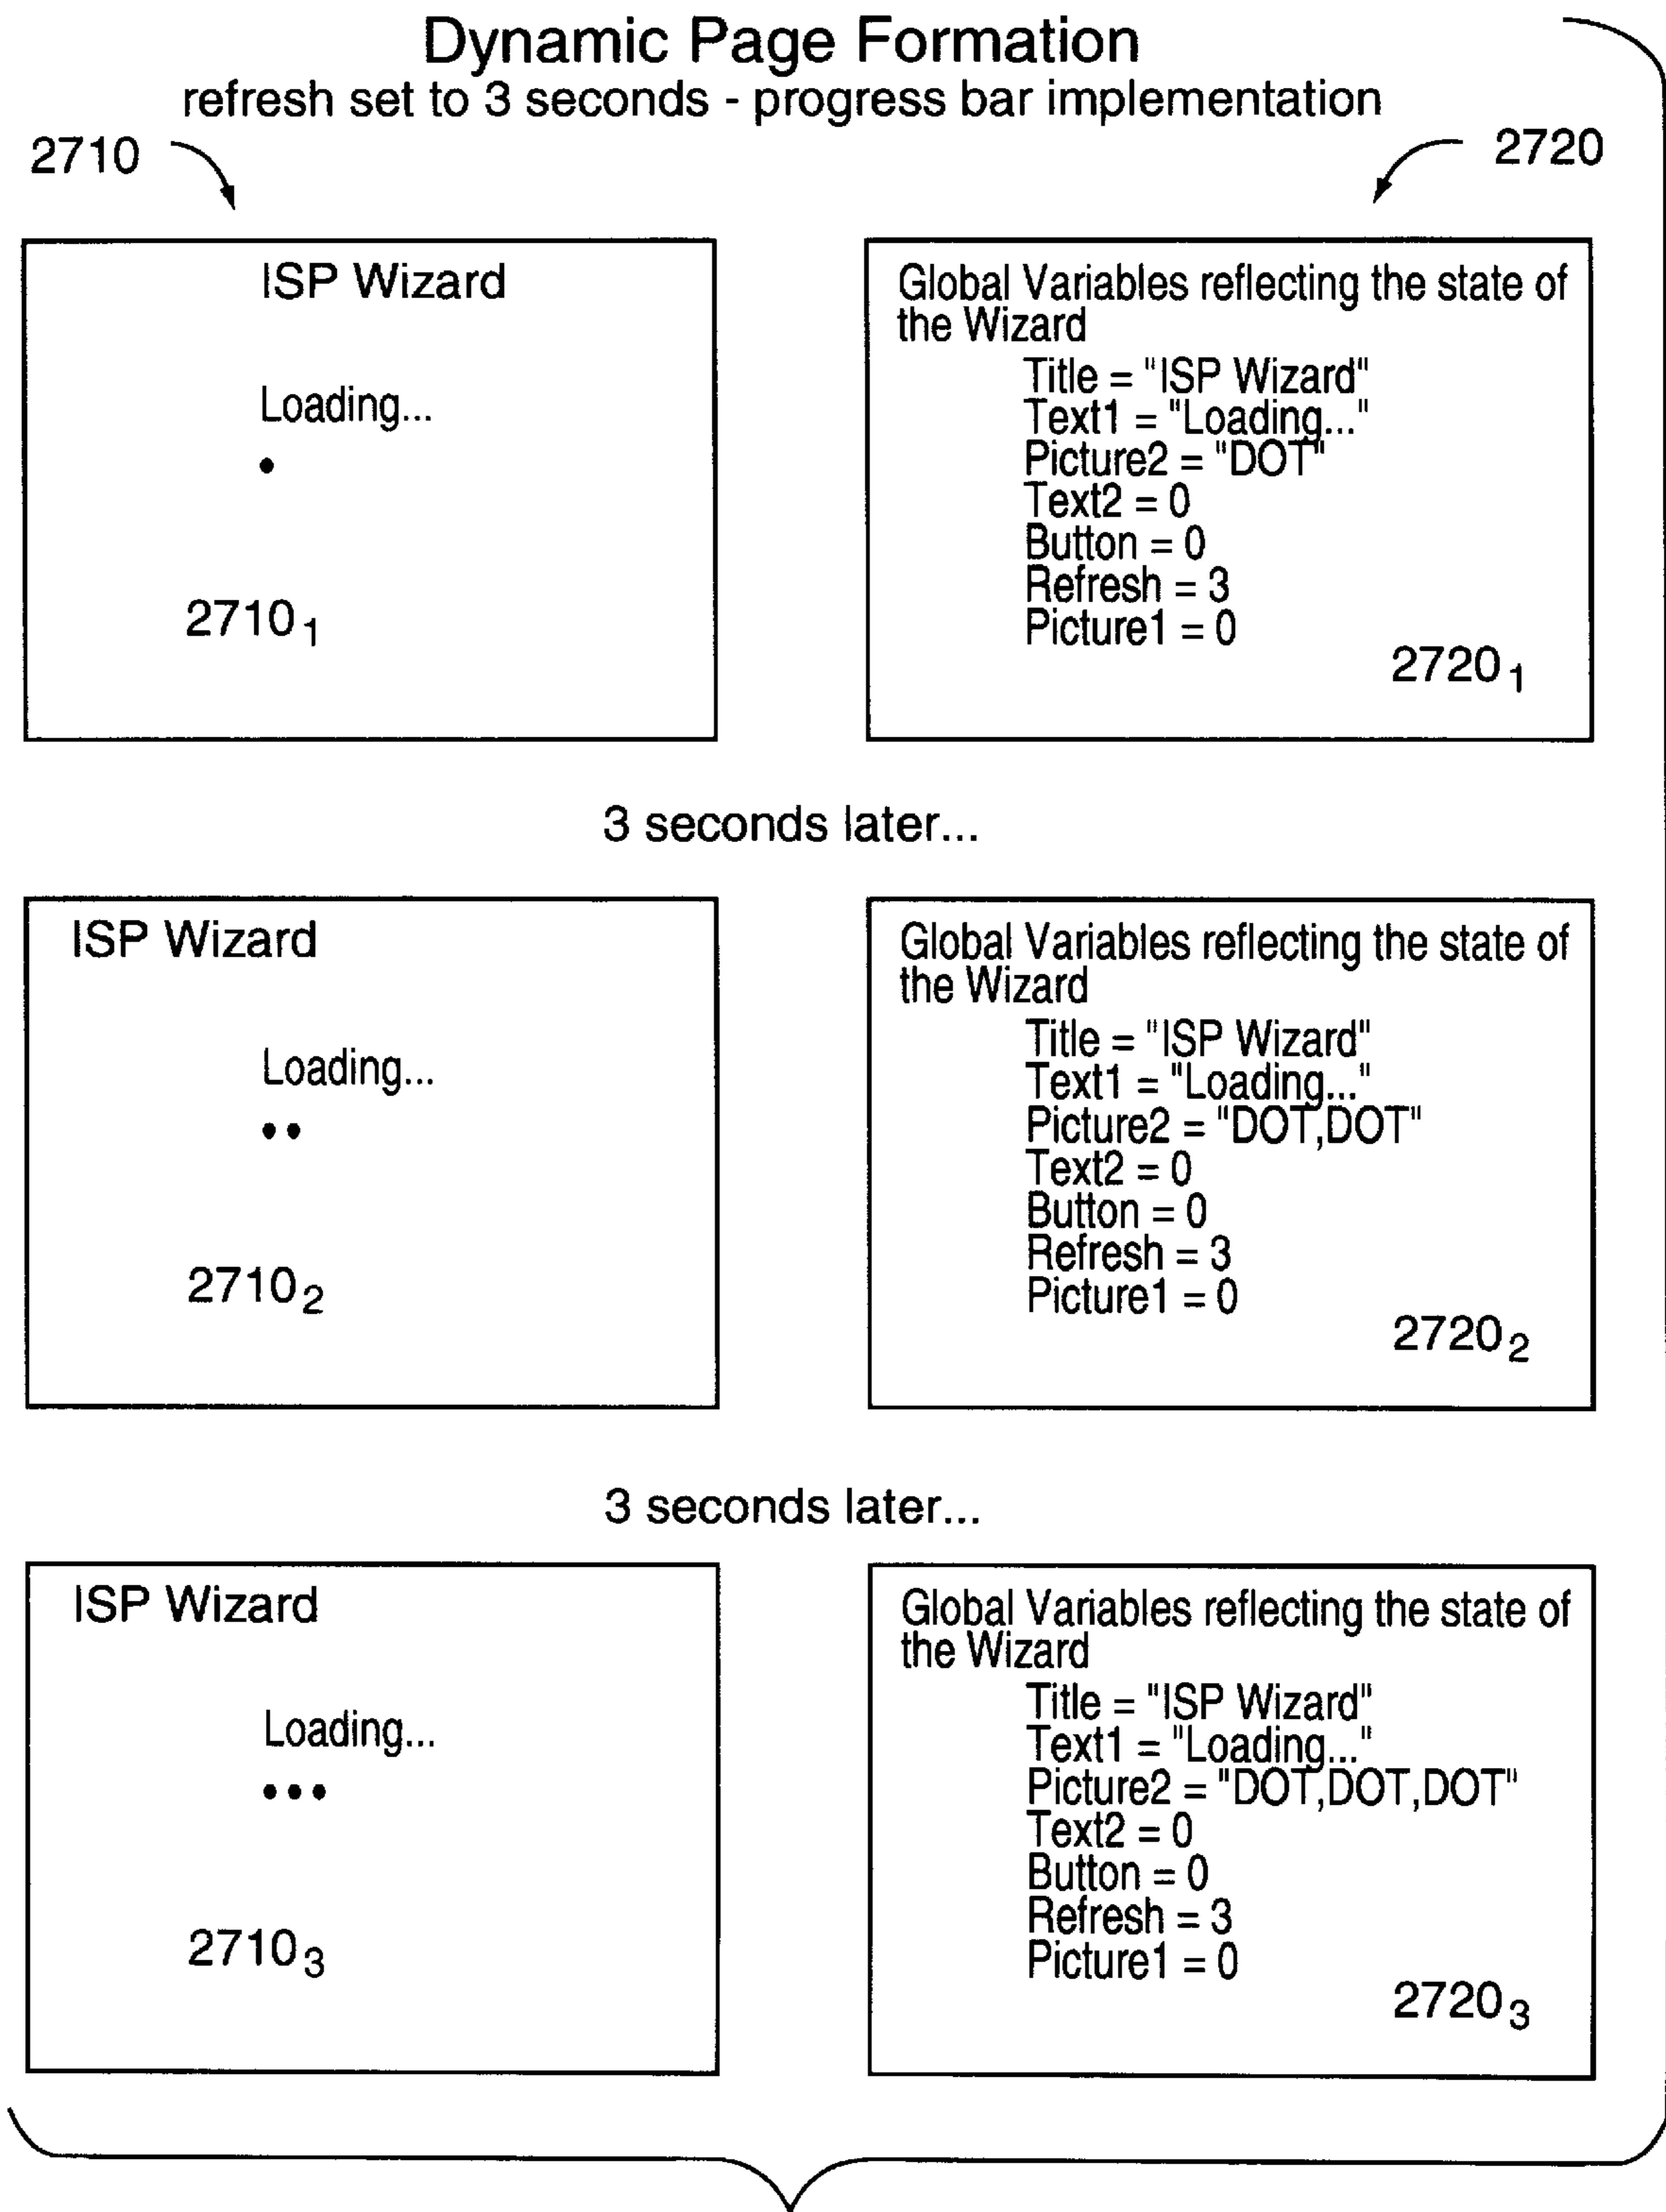 Dynamic Page Formation
refresh set to 3 seconds - progress bar implementation
2710
2720
ISP Wizard
Loading...
2710₁
Global Variables reflecting the state of
the Wizard
Title = "ISP Wizard"
Text1 = "Loading..."
Picture2 = "DOT"
Text2 = 0
Button = 0
Refresh = 3
Picture1 = 0
2720₁
3 seconds later...
ISP Wizard
Loading...
2710₂
Global Variables reflecting the state of
the Wizard
Title = "ISP Wizard"
Text1 = "Loading..."
Picture2 = "DOT,DOT"
Text2 = 0
Button = 0
Refresh = 3
Picture1 = 0
2720₂
3 seconds later...
ISP Wizard
Loading...
2710₃
Global Variables reflecting the state of
the Wizard
Title = "ISP Wizard"
Text1 = "Loading..."
Picture2 = "DOT,DOT,DOT"
Text2 = 0
Button = 0
Refresh = 3
Picture1 = 0
2720₃